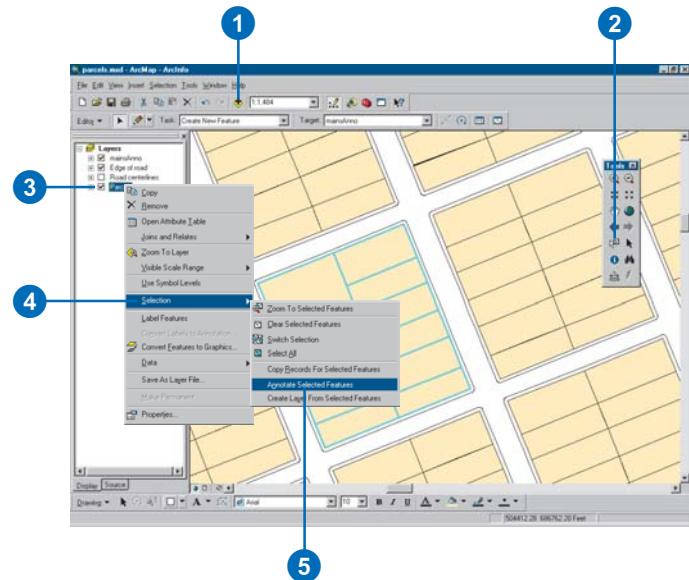 1
2
3
4
5
parcels.mxd - ArcMap - ArcInfo
File Edit View Insert Selection Tools Window Help
1:1,404
Editor Task: Create New Feature Target: mainsAnno
Layers
mainsAnno
Edge of road
Road centerlines
Copy
Remove
Open Attribute Table
Joins and Relates
Zoom To Layer
Visible Scale Range
Use Symbol Levels
Selection
Label Features
Convert Labels to Annotation...
Convert Features to Graphics...
Data
Save As Layer File...
Make Permanent
Properties...
Zoom To Selected Features
Clear Selected Features
Switch Selection
Select All
Copy Records For Selected Features
Annotate Selected Features
Create Layer From Selected Features
Tools
Display Source
Drawing A Arial 10 B I U A
504412.28 686762.20 Feet